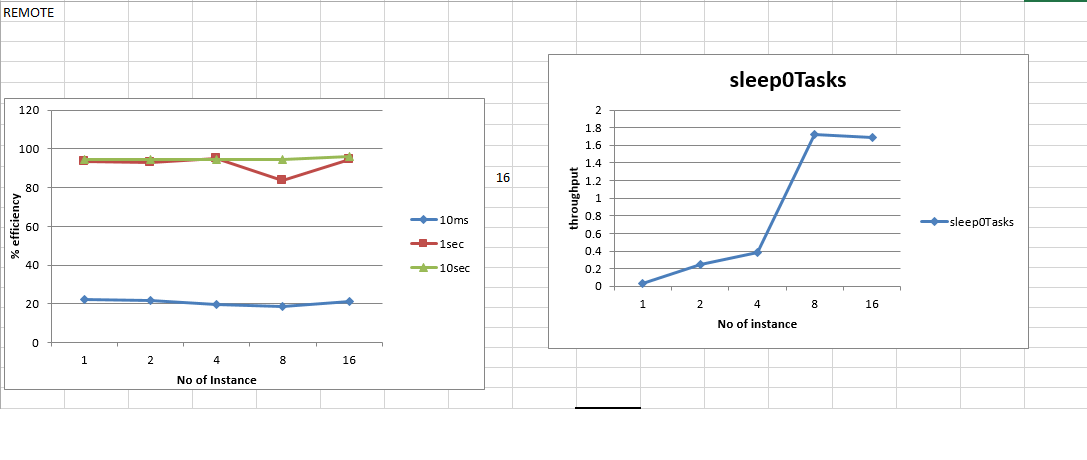 REMOTE
120
100
80
60
40
20
0
% efficiency
1 2 4 8 16
No of Instance
10ms
1sec
10sec
16
sleep0Tasks
2
1.8
1.6
1.4
1.2
1
0.8
0.6
0.4
0.2
0
throughput
1 2 4 8 16
No of instance
sleep0Tasks